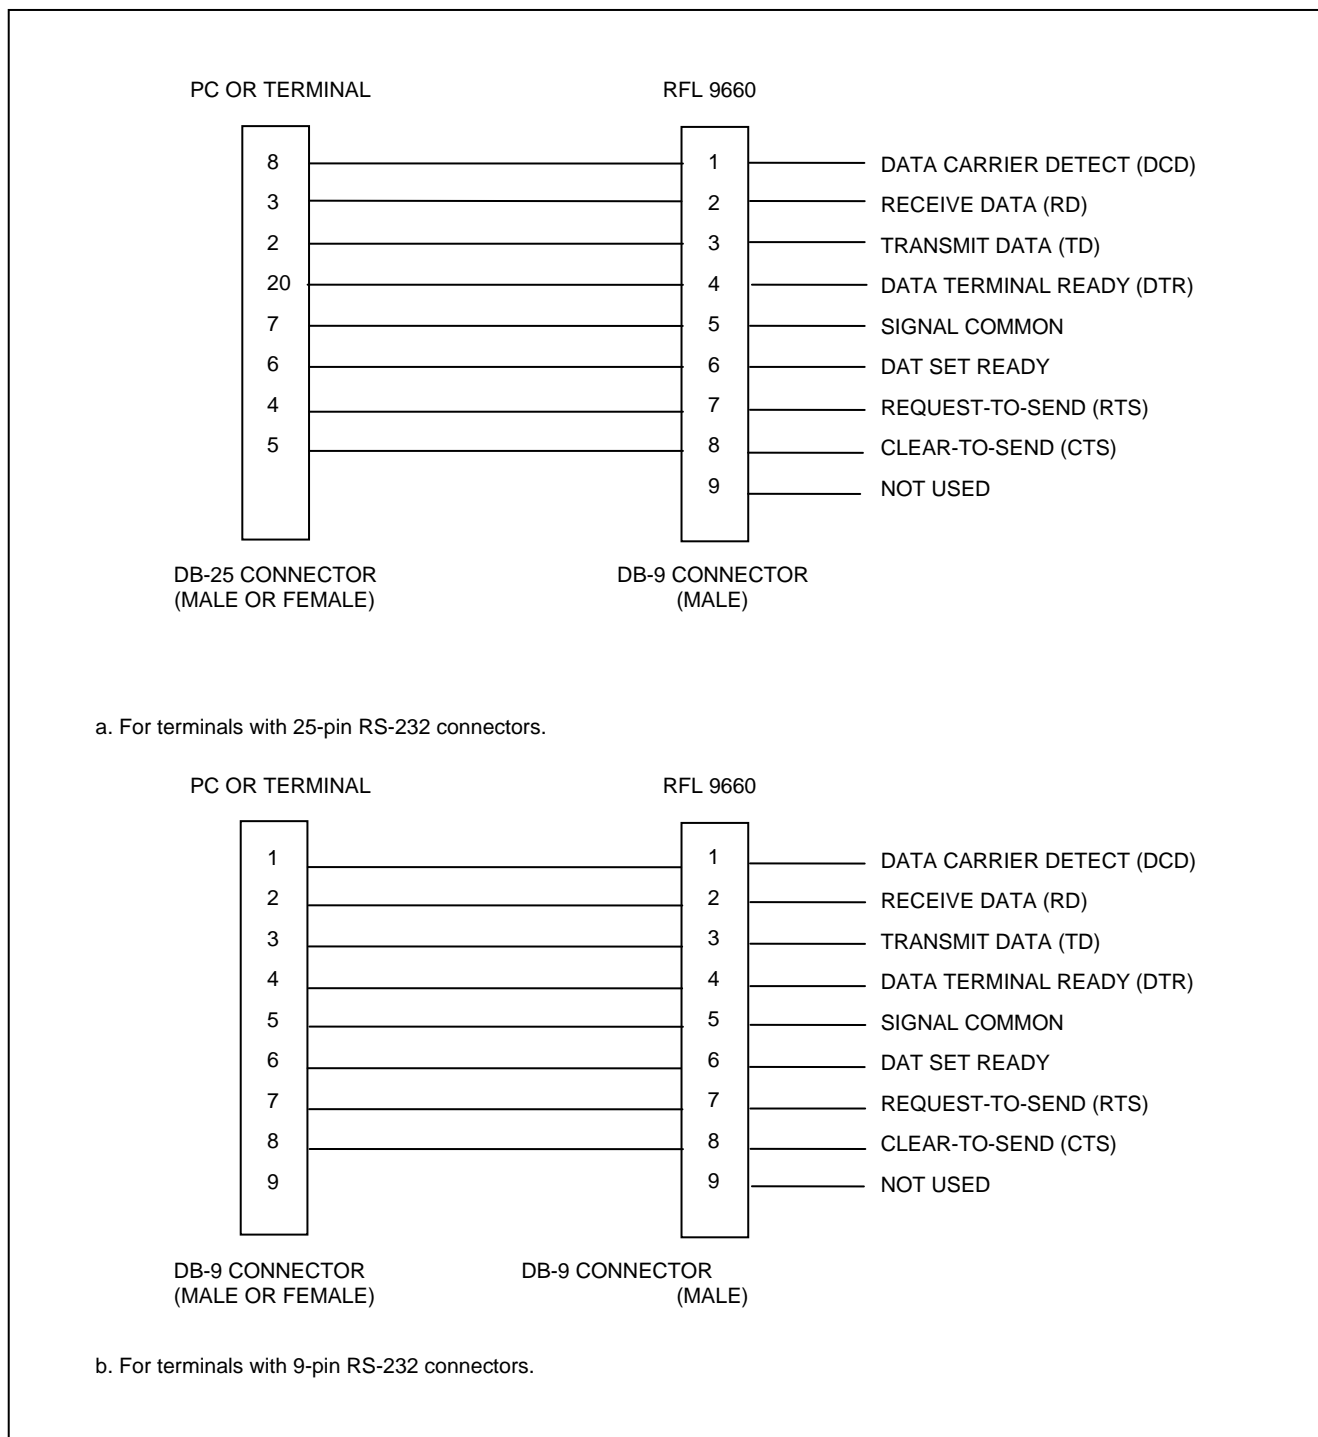 PC OR TERMINAL RFL 9660
8 1 DATA CARRIER DETECT (DCD)
3 2 RECEIVE DATA (RD)
2 3 TRANSMIT DATA (TD)
20 4 DATA TERMINAL READY (DTR)
7 5 SIGNAL COMMON
6 6 DAT SET READY
4 7 REQUEST-TO-SEND (RTS)
5 8 CLEAR-TO-SEND (CTS)
9 NOT USED
DB-25 CONNECTOR DB-9 CONNECTOR
(MALE OR FEMALE) (MALE)
a. For terminals with 25-pin RS-232 connectors.
PC OR TERMINAL RFL 9660
1 1 DATA CARRIER DETECT (DCD)
2 2 RECEIVE DATA (RD)
3 3 TRANSMIT DATA (TD)
4 4 DATA TERMINAL READY (DTR)
5 5 SIGNAL COMMON
6 6 DAT SET READY
7 7 REQUEST-TO-SEND (RTS)
8 8 CLEAR-TO-SEND (CTS)
9 9 NOT USED
DB-9 CONNECTOR DB-9 CONNECTOR
(MALE OR FEMALE) (MALE)
b. For terminals with 9-pin RS-232 connectors.